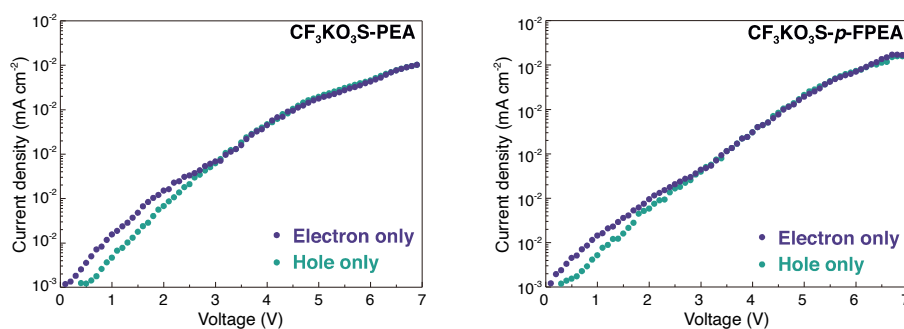 CF₃KO₃S-PEA
Current density (mA cm⁻²)
10⁻²
10⁻²
10⁻²
10⁻²
10⁻²
10⁻²
10⁻³
Electron only
Hole only
0 1 2 3 4 5 6 7
Voltage (V)
CF₃KO₃S-p-FPEA
Current density (mA cm⁻²)
10⁻²
10⁻²
10⁻²
10⁻²
10⁻²
10⁻²
10⁻³
Electron only
Hole only
0 1 2 3 4 5 6 7
Voltage (V)